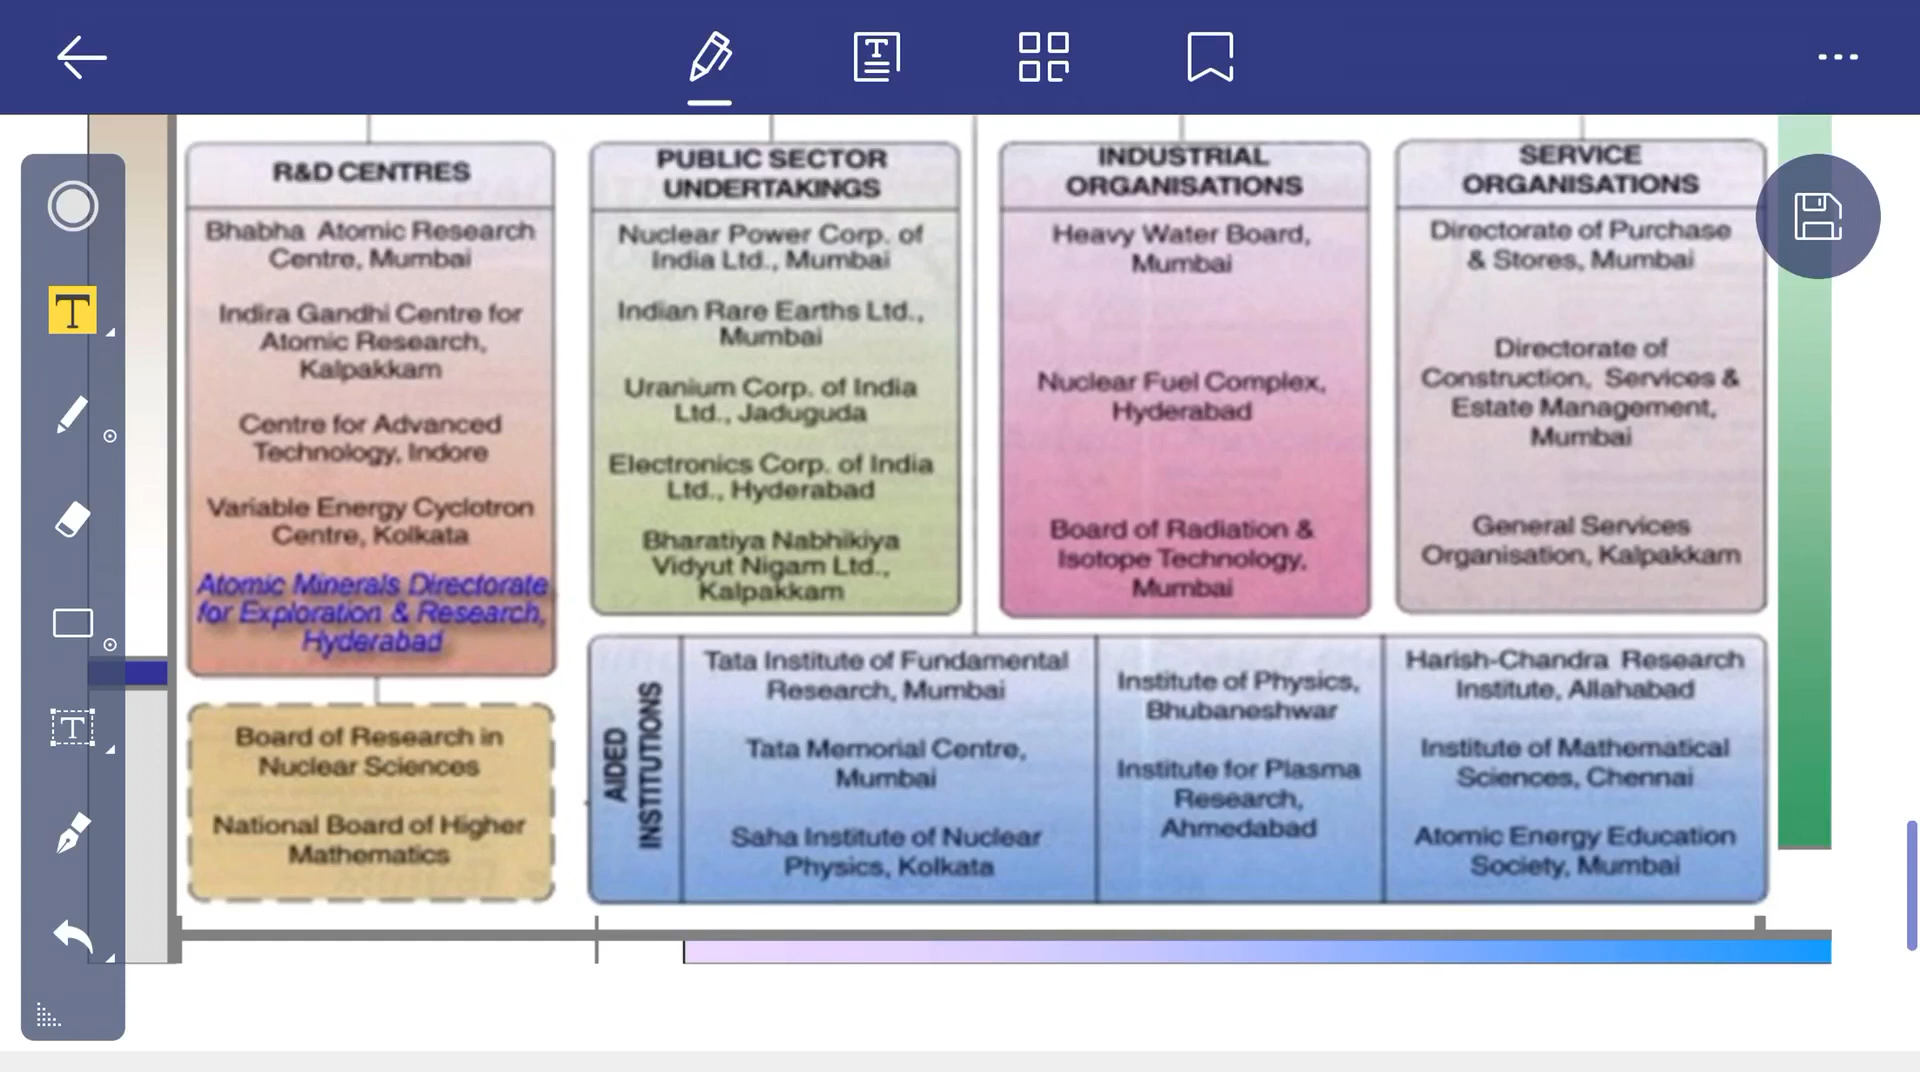 R&D CENTRES
Bhabha Atomic Research
Centre, Mumbai
Indira Gandhi Centre for
Atomic Research,
Kalpakkam
Centre for Advanced
Technology, Indore
Variable Energy Cyclotron
Centre, Kolkata
Atomic Minerals Directorate
for Exploration & Research,
Hyderabad
Board of Research in
Nuclear Sciences
National Board of Higher
Mathematics
PUBLIC SECTOR
UNDERTAKINGS
Nuclear Power Corp. of
India Ltd., Mumbai
Indian Rare Earths Ltd.,
Mumbai
Uranium Corp. of India
Ltd., Jaduguda
Electronics Corp. of India
Ltd., Hyderabad
Bharatiya Nabhikiya
Vidyut Nigam Ltd.,
Kalpakkam
INDUSTRIAL
ORGANISATIONS
Heavy Water Board,
Mumbai
Nuclear Fuel Complex,
Hyderabad
Board of Radiation &
Isotope Technology,
Mumbai
SERVICE
ORGANISATIONS
Directorate of Purchase
& Stores, Mumbai
Directorate of
Construction, Services &
Estate Management,
Mumbai
General Services
Organisation, Kalpakkam
AIDED
INSTITUTIONS
Tata Institute of Fundamental
Research, Mumbai
Tata Memorial Centre,
Mumbai
Saha Institute of Nuclear
Physics, Kolkata
Institute of Physics,
Bhubaneshwar
Institute for Plasma
Research,
Ahmedabad
Harish-Chandra Research
Institute, Allahabad
Institute of Mathematical
Sciences, Chennai
Atomic Energy Education
Society, Mumbai